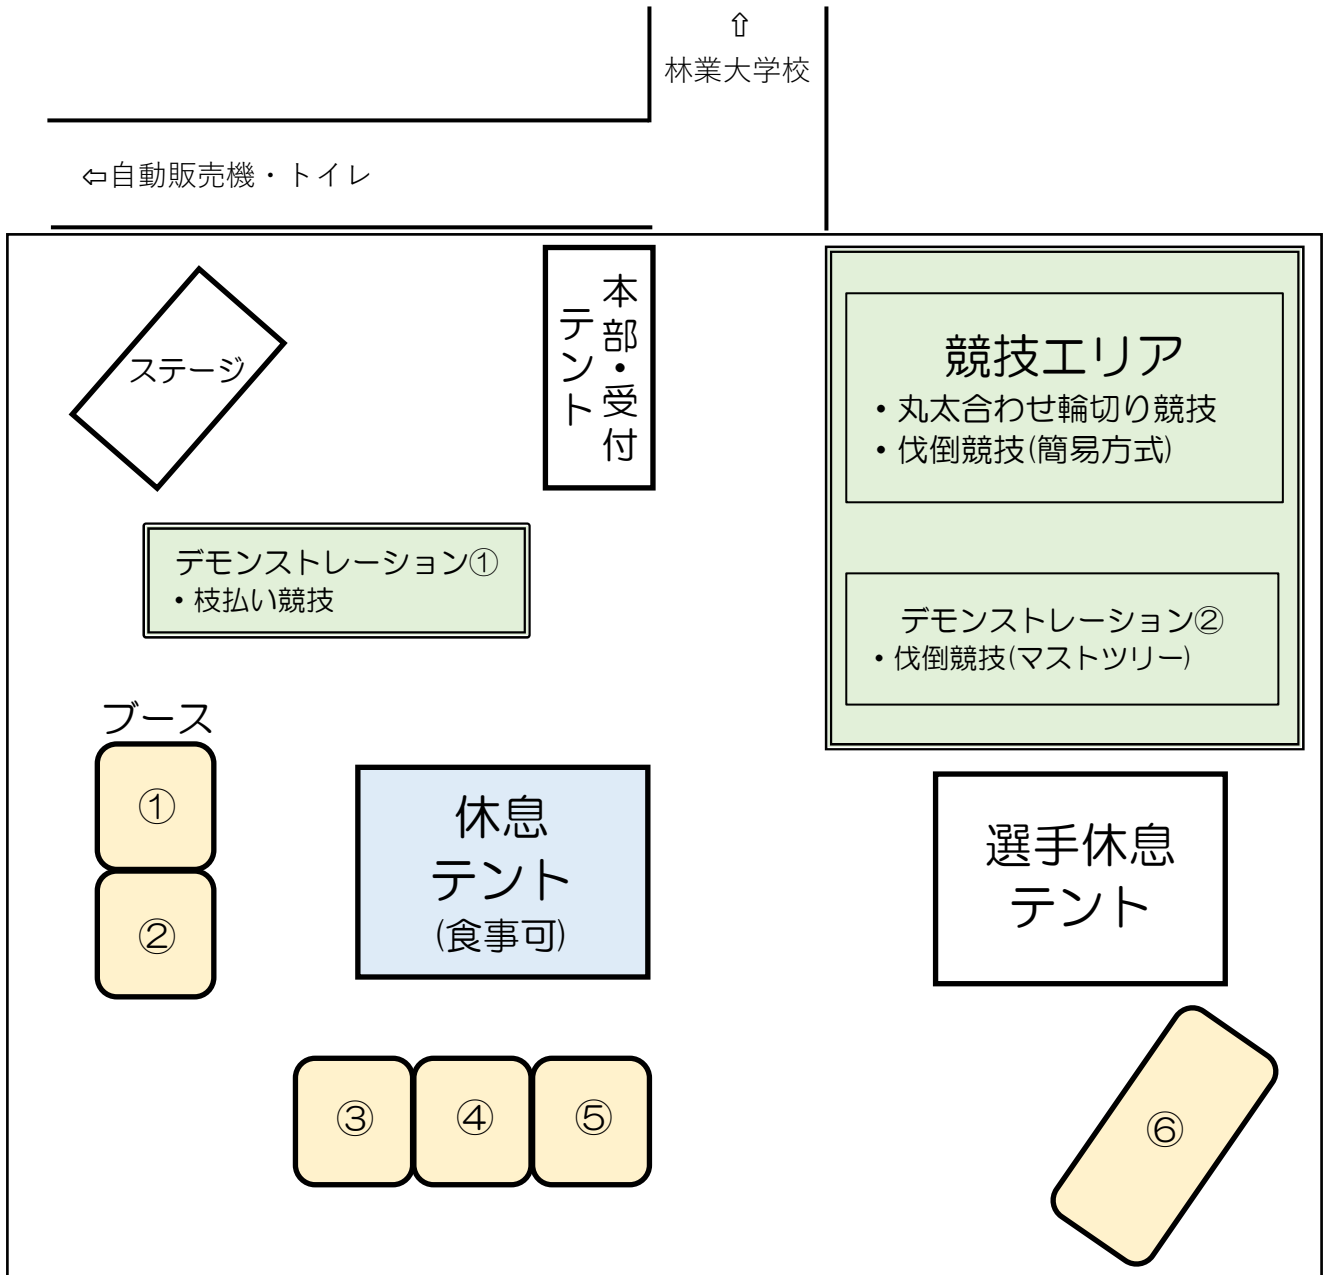 ⇧
林業大学校
⇦自動販売機・トイレ
ステージ
本部・受付
テント
競技エリア
・丸太合わせ輪切り競技
・伐倒競技(簡易方式)
デモンストレーション①
・枝払い競技
デモンストレーション②
・伐倒競技(マストツリー)
ブース
①
②
休息
テント
(食事可)
選手休息
テント
③
④
⑤
⑥